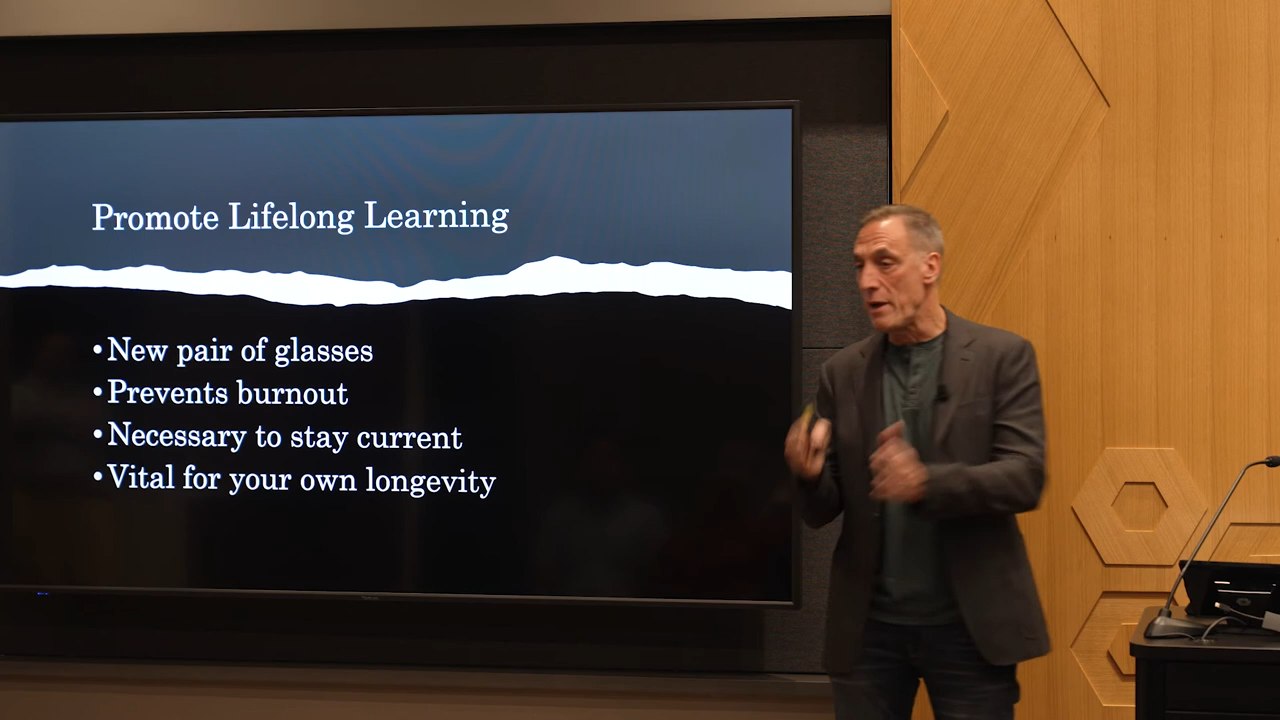 Promote Lifelong Learning
• New pair of glasses
• Prevents burnout
• Necessary to stay current
• Vital for your own longevity